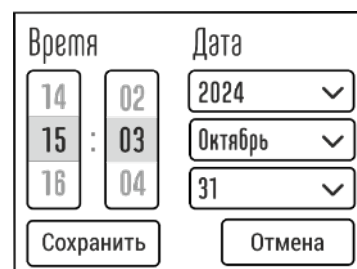 Время Дата
14 02 2024
15 : 03 Октябрь
16 04 31
Сохранить Отмена